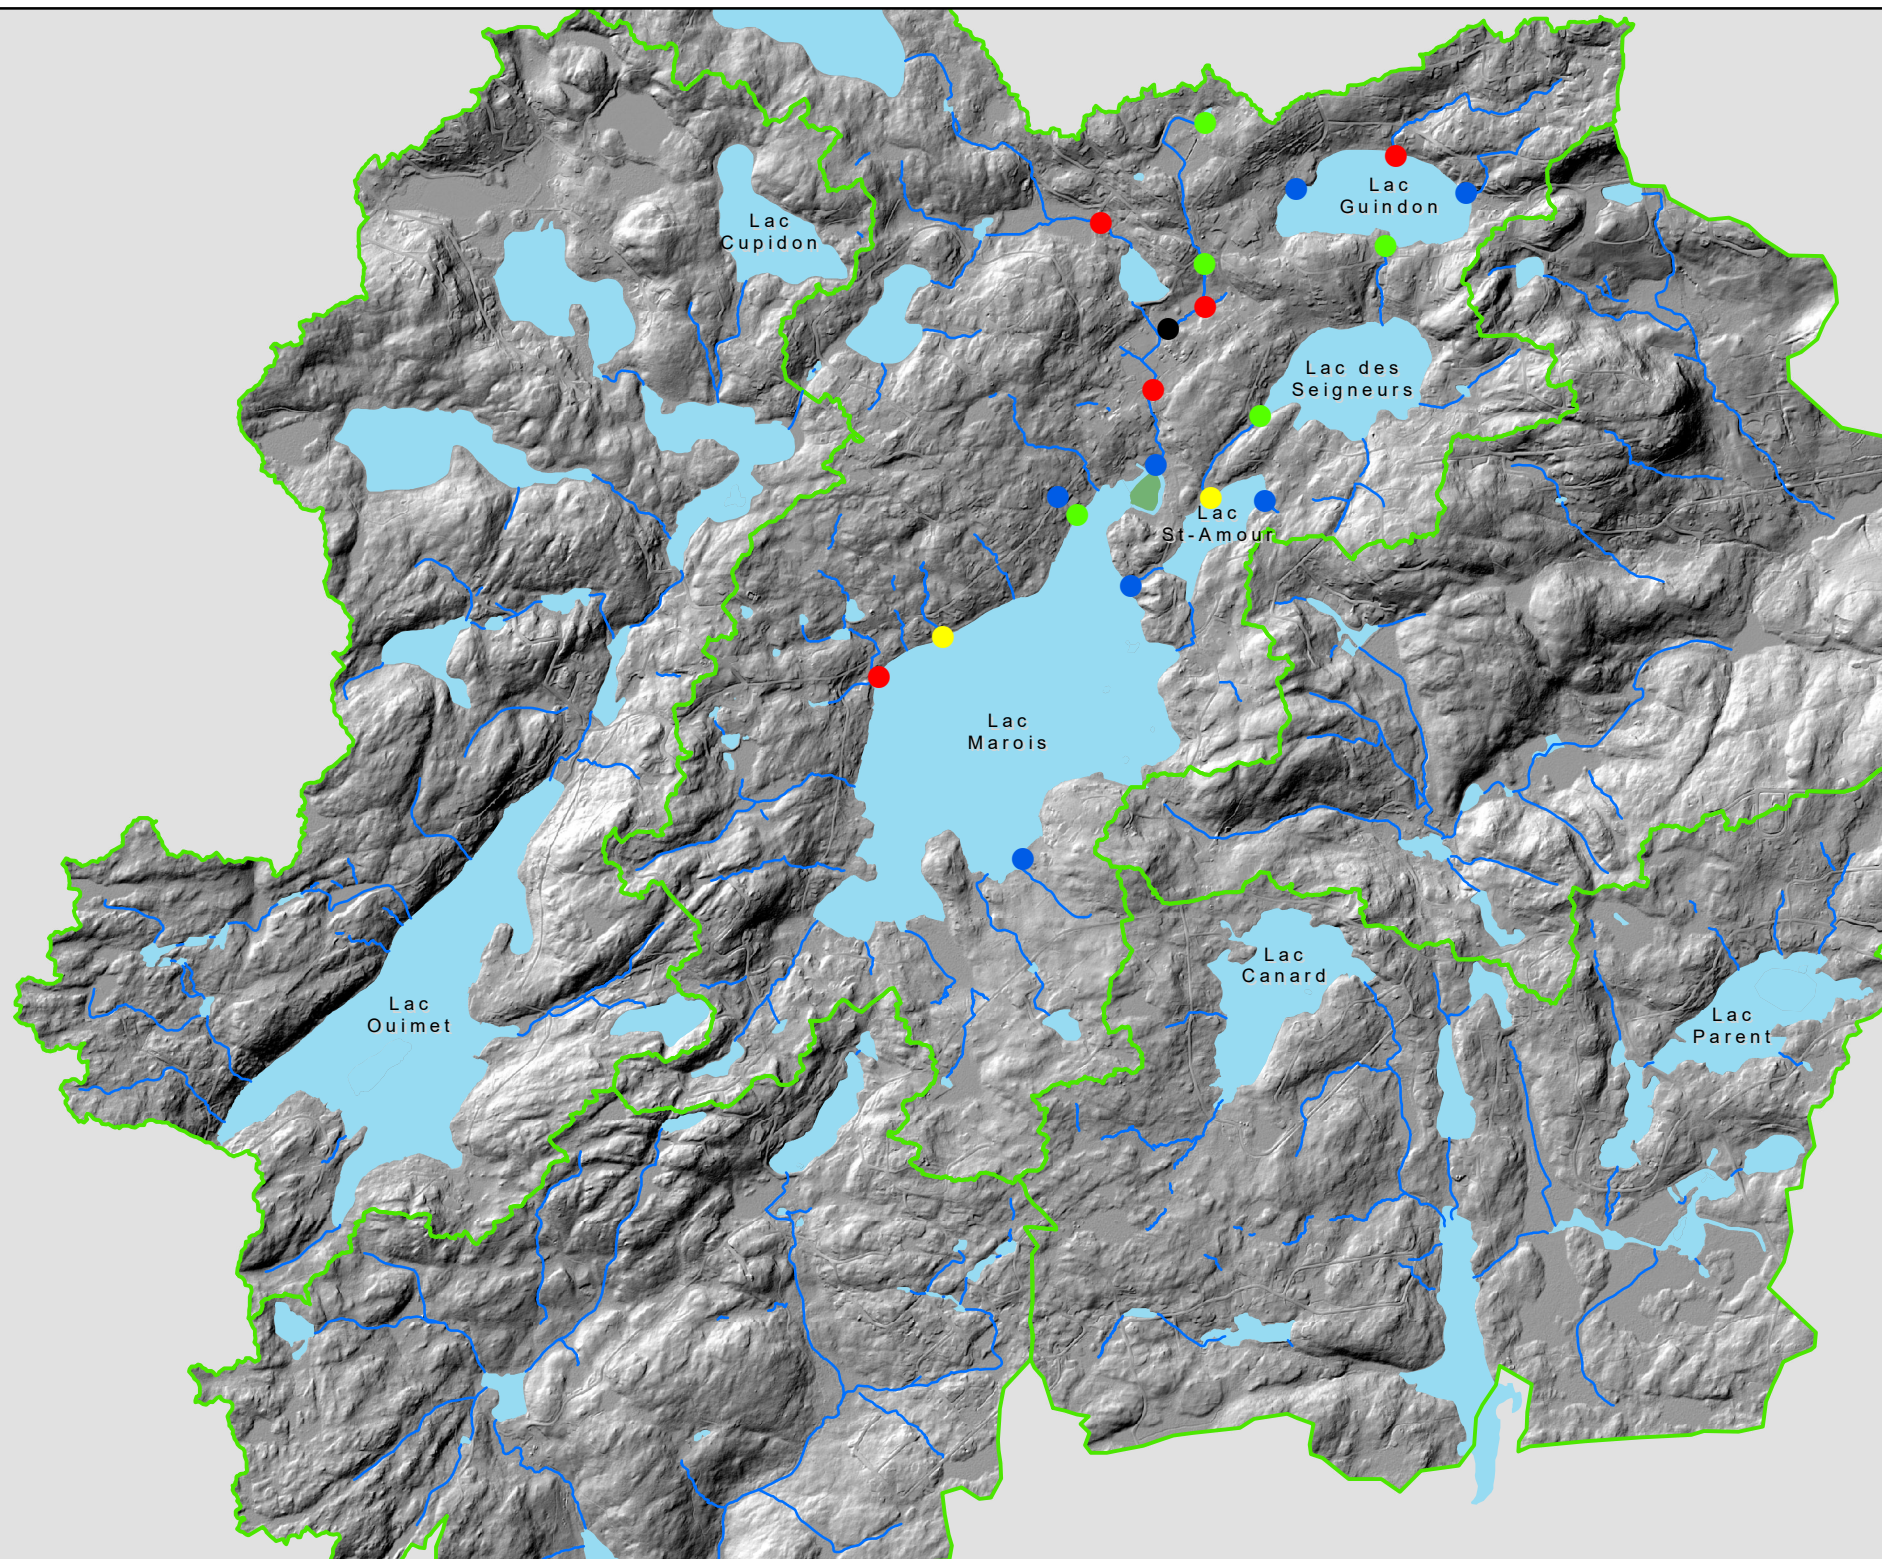 Lac
Guindon
Lac
Cupidon
Lac des
Seigneurs
Lac
St-Amour
Lac
Marois
Lac
Canard
Lac
Ouimet
Lac
Parent